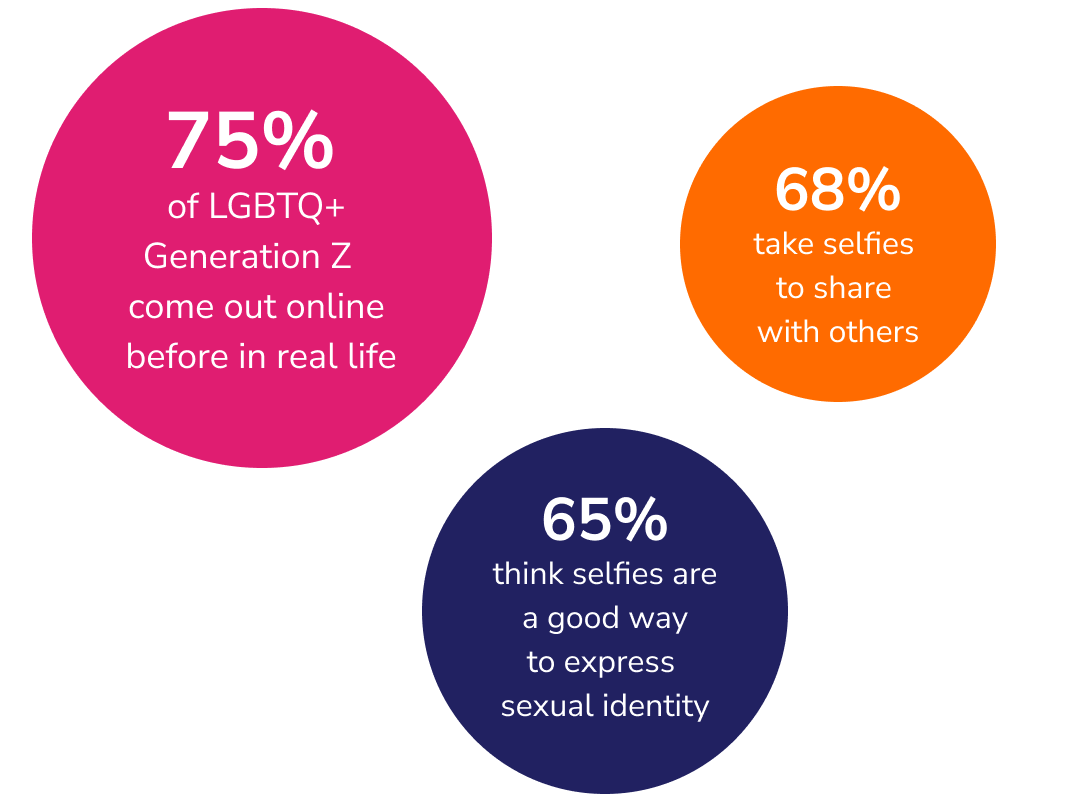 75%
of LGBTQ+
Generation Z
come out online
before in real life
68%
take selfies
to share
with others
65%
think selfies are
a good way
to express
sexual identity